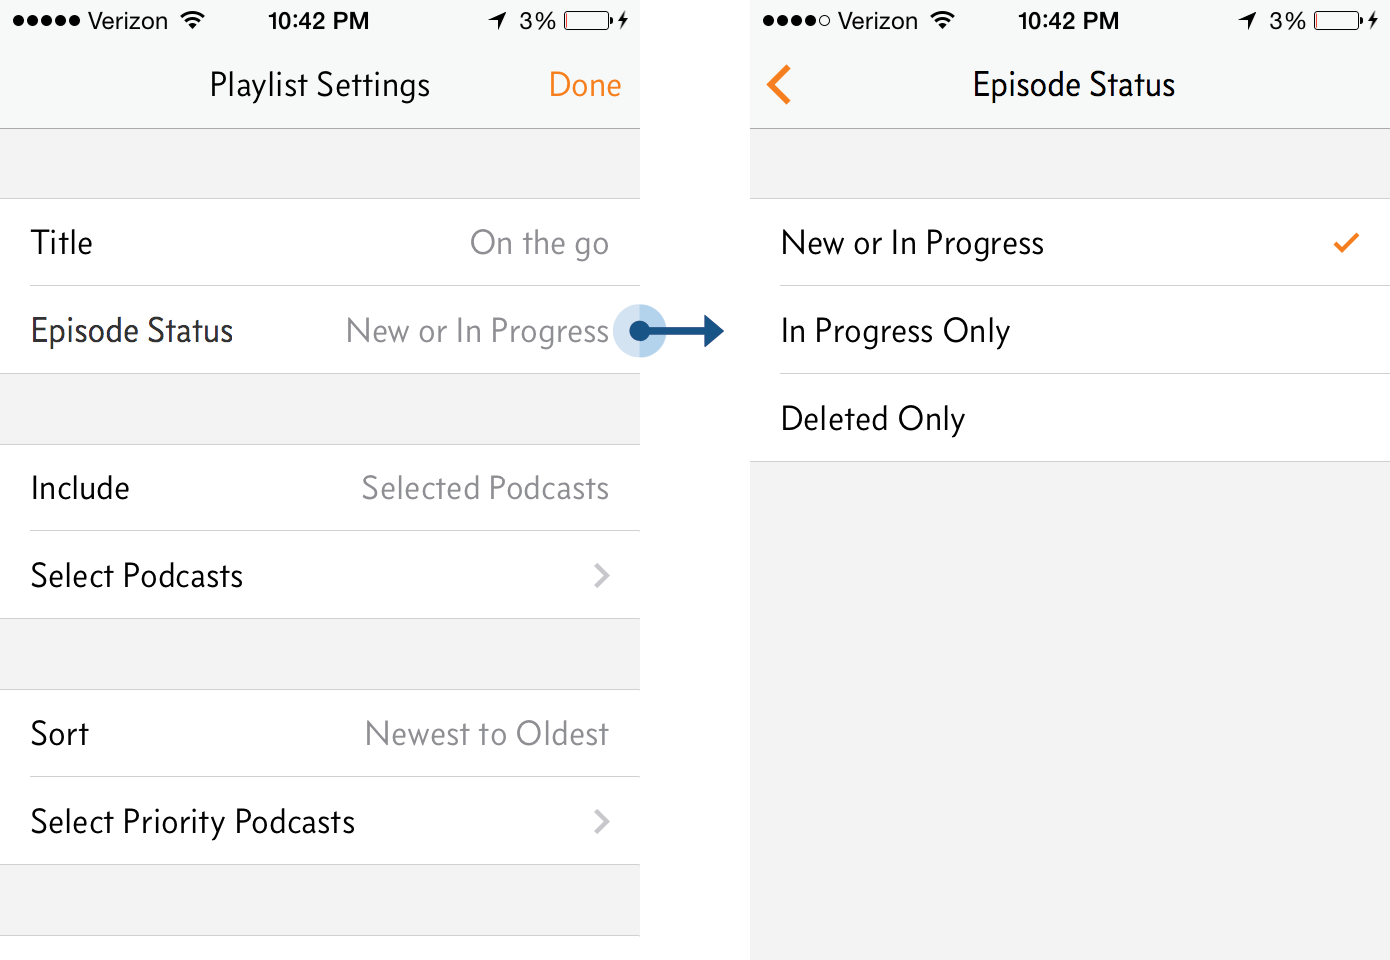 Verizon 10:42 PM 3%
Playlist Settings Done
Title On the go
Episode Status New or In Progress
Include Selected Podcasts
Select Podcasts
Sort Newest to Oldest
Select Priority Podcasts
Verizon 10:42 PM 3%
Episode Status
New or In Progress
In Progress Only
Deleted Only